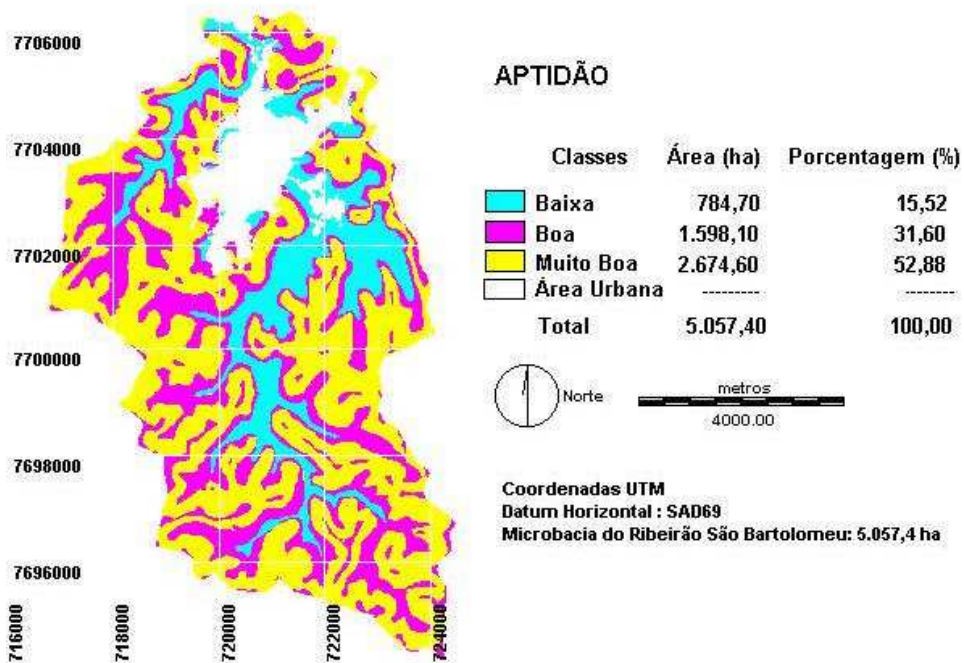 7706000
7704000
7702000
7700000
7698000
7696000
716000
718000
720000
722000
724000
APTIDÃO
Classes Área (ha) Porcentagem (%)
Baixa 784,70 15,52
Boa 1.598,10 31,60
Muito Boa 2.674,60 52,88
Área Urbana -------- --------
Total 5.057,40 100,00
Norte
metros
4000.00
Coordenadas UTM
Datum Horizontal : SAD69
Microbacia do Ribeirão São Bartolomeu: 5.057,4 ha